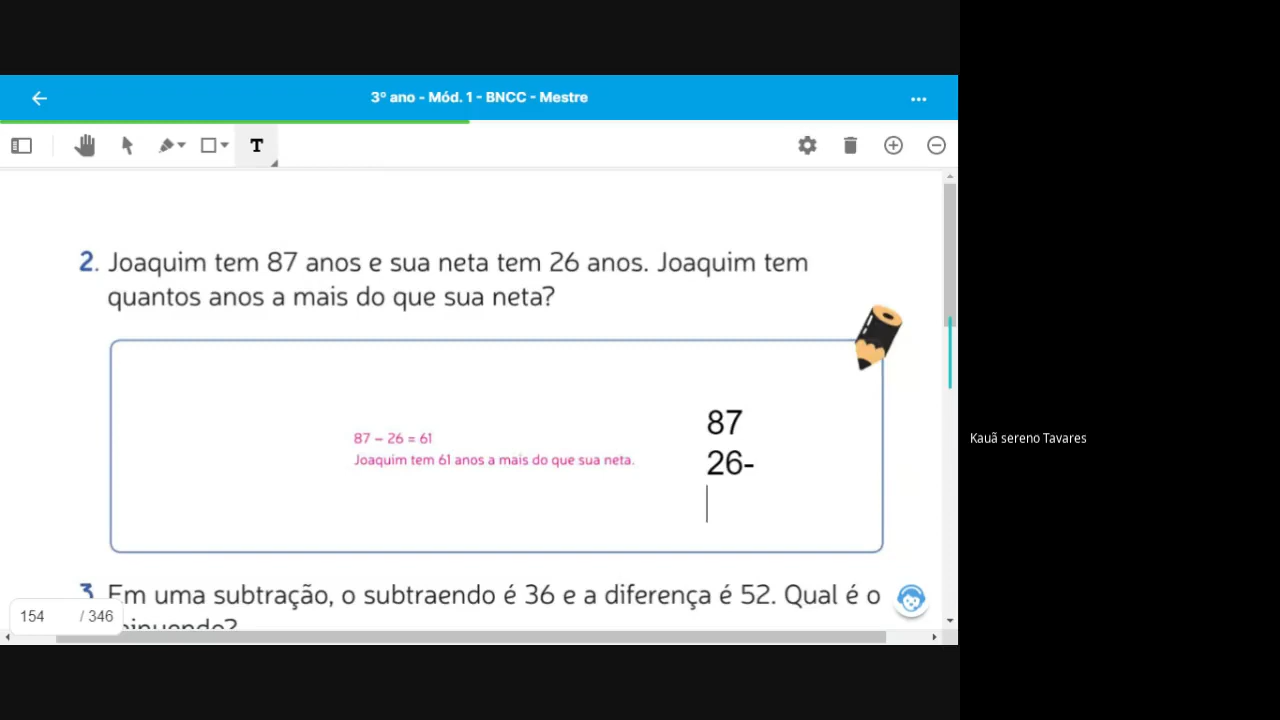 3º ano - Mód. 1 - BNCC - Mestre
T
2. Joaquim tem 87 anos e sua neta tem 26 anos. Joaquim tem
quantos anos a mais do que sua neta?
87 – 26 = 61
Joaquim tem 61 anos a mais do que sua neta.
87
26-
3. Em uma subtração, o subtraendo é 36 e a diferença é 52. Qual é o
minuendo?
154 / 346
Kauã sereno Tavares